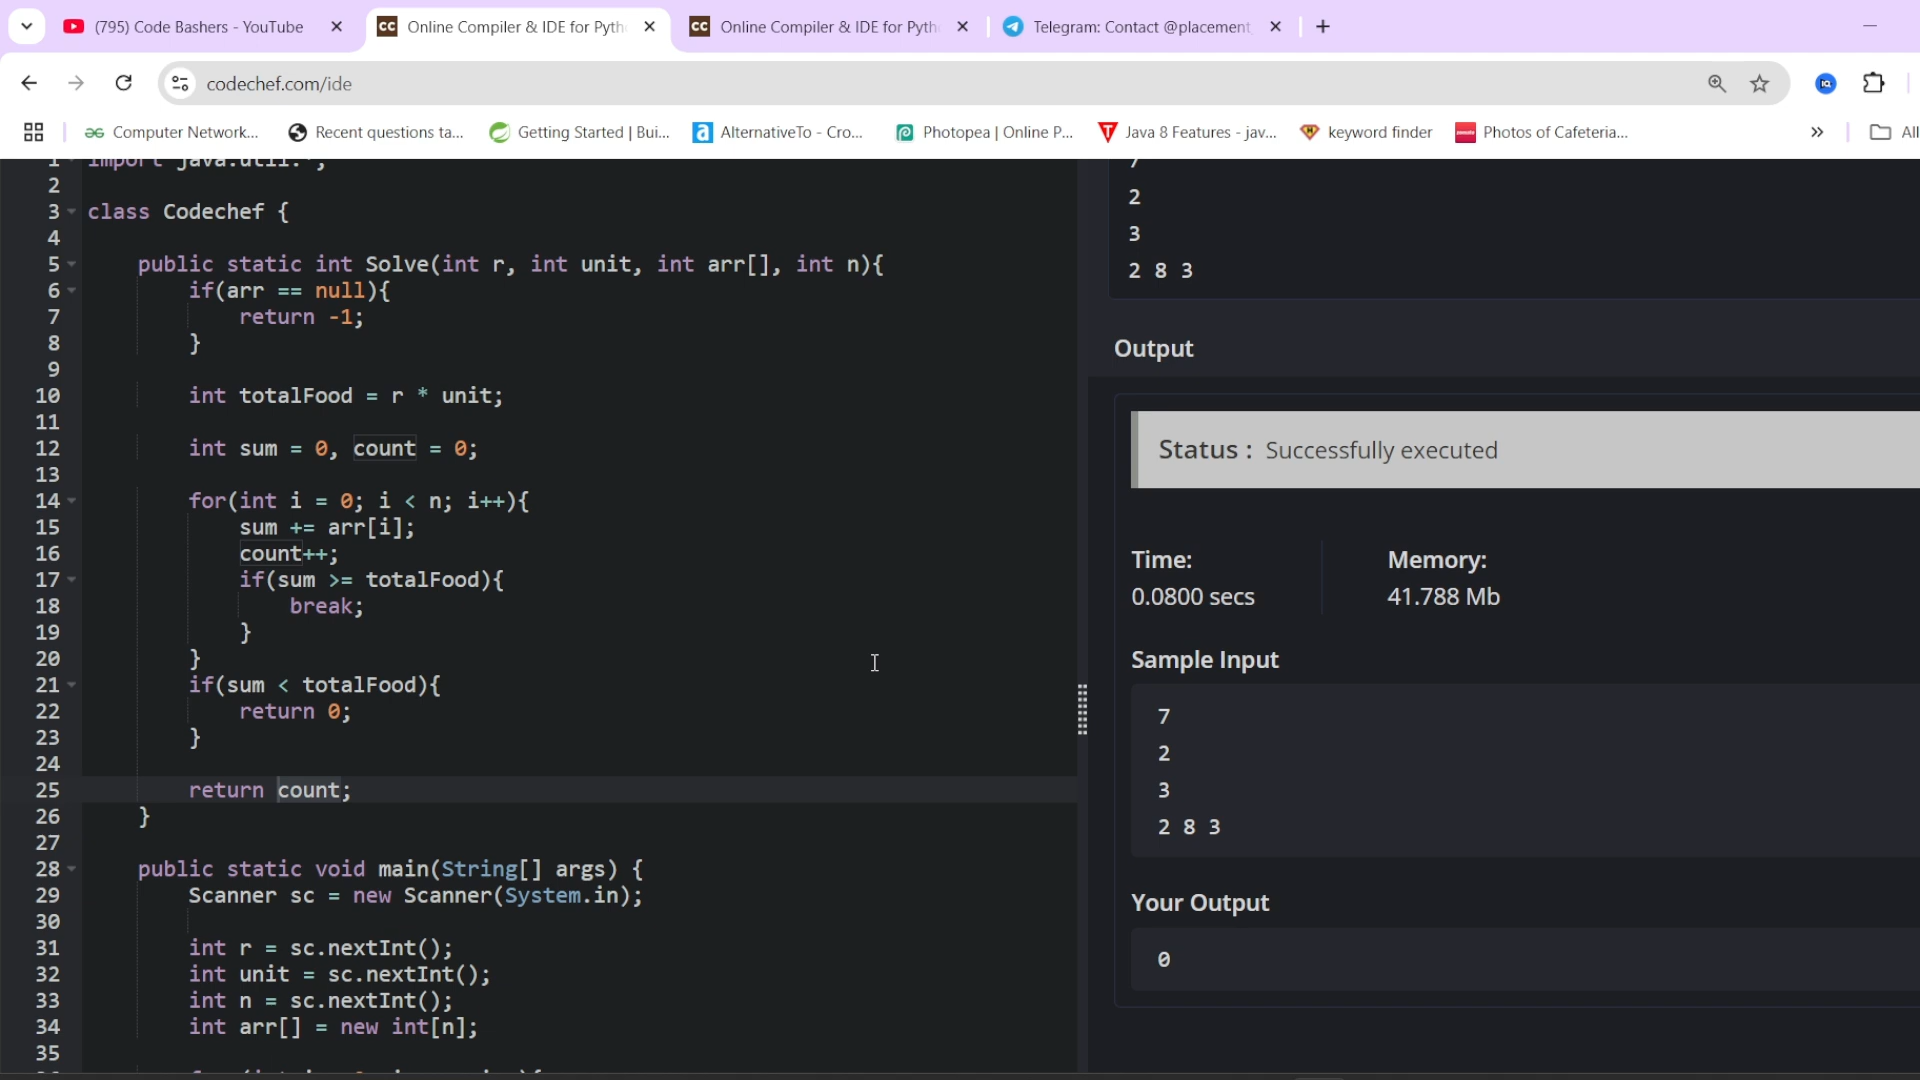 (795) Code Bashers - YouTube
Online Compiler & IDE for Pyth
Online Compiler & IDE for Pyth
Telegram: Contact @placement
codechef.com/ide
Computer Network...
Recent questions ta...
Getting Started | Bui...
AlternativeTo - Cro...
Photopea | Online P...
Java 8 Features - jav...
keyword finder
Photos of Cafeteria...
All
1 import java.util.*;
2
3 class Codechef {
4
5 public static int Solve(int r, int unit, int arr[], int n){
6 if(arr == null){
7 return -1;
8 }
9
10 int totalFood = r * unit;
11
12 int sum = 0, count = 0;
13
14 for(int i = 0; i < n; i++){
15 sum += arr[i];
16 count++;
17 if(sum >= totalFood){
18 break;
19 }
20 }
21 if(sum < totalFood){
22 return 0;
23 }
24
25 return count;
26 }
27
28 public static void main(String[] args) {
29 Scanner sc = new Scanner(System.in);
30
31 int r = sc.nextInt();
32 int unit = sc.nextInt();
33 int n = sc.nextInt();
34 int arr[] = new int[n];
35
7
2
3
2 8 3
Output
Status : Successfully executed
Time:
0.0800 secs
Memory:
41.788 Mb
Sample Input
7
2
3
2 8 3
Your Output
0